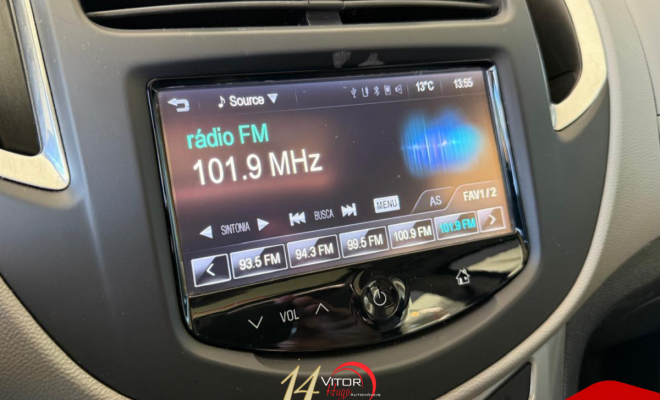 Source
13°C
13:55
rádio FM
101.9 MHz
SINTONIA
BUSCA
MENU
AS
FAV1/2
93.5 FM
94.3 FM
99.5 FM
100.9 FM
101.9 FM
VOL
14 VITOR
Hugo